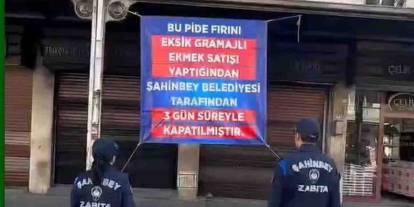 BU PİDE FIRINI
EKSİK GRAMAJLI
EKMEK SATIŞI
YAPTIĞINDAN
ŞAHİNBEY BELEDİYESİ
TARAFINDAN
3 GÜN SÜREYLE
KAPATILMIŞTIR.
ÇELİK
ŞAHİNBEY
ZABITA
ŞAHİNBEY
ZABITA